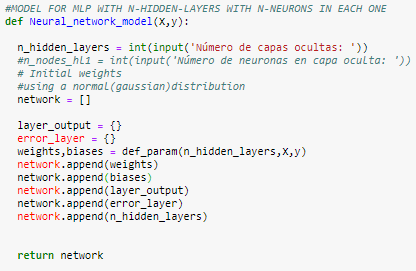 #MODEL FOR MLP WITH N-HIDDEN-LAYERS WITH N-NEURONS IN EACH ONE
def Neural_network_model(X,y):
n_hidden_layers = int(input('Número de capas ocultas: '))
#n_nodes_hl1 = int(input('Número de neuronas en capa oculta: '))
# Initial weights
#using a normal(gaussian)distribution
network = []
layer_output = {}
error_layer = {}
weights,biases = def_param(n_hidden_layers,X,y)
network.append(weights)
network.append(biases)
network.append(layer_output)
network.append(error_layer)
network.append(n_hidden_layers)
return network